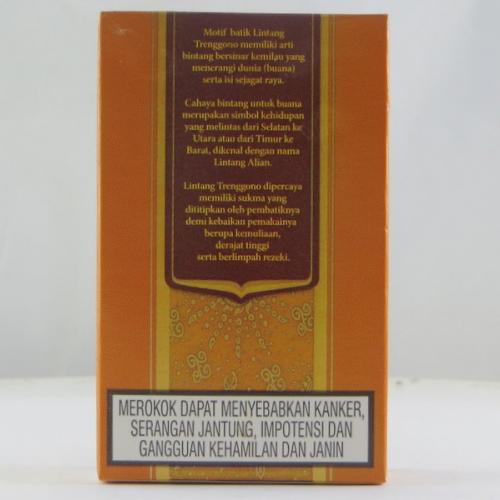 Motif batik Lintang
Trenggono memiliki arti
bintang bersinar kemilau yang
menerangi dunia (buana)
serta isi sejagat raya.
Cahaya bintang untuk buana
merupakan simbol kehidupan
yang melintas dari Selatan ke
Utara atau dari Timur ke
Barat, dikenal dengan nama
Lintang Alian.
Lintang Trenggono dipercaya
memiliki sukma yang
dititipkan oleh pembatiknya
demi kebaikan pemakainya
berupa kemuliaan,
derajat tinggi
serta berlimpah rezeki.
MEROKOK DAPAT MENYEBABKAN KANKER,
SERANGAN JANTUNG, IMPOTENSI DAN
GANGGUAN KEHAMILAN DAN JANIN